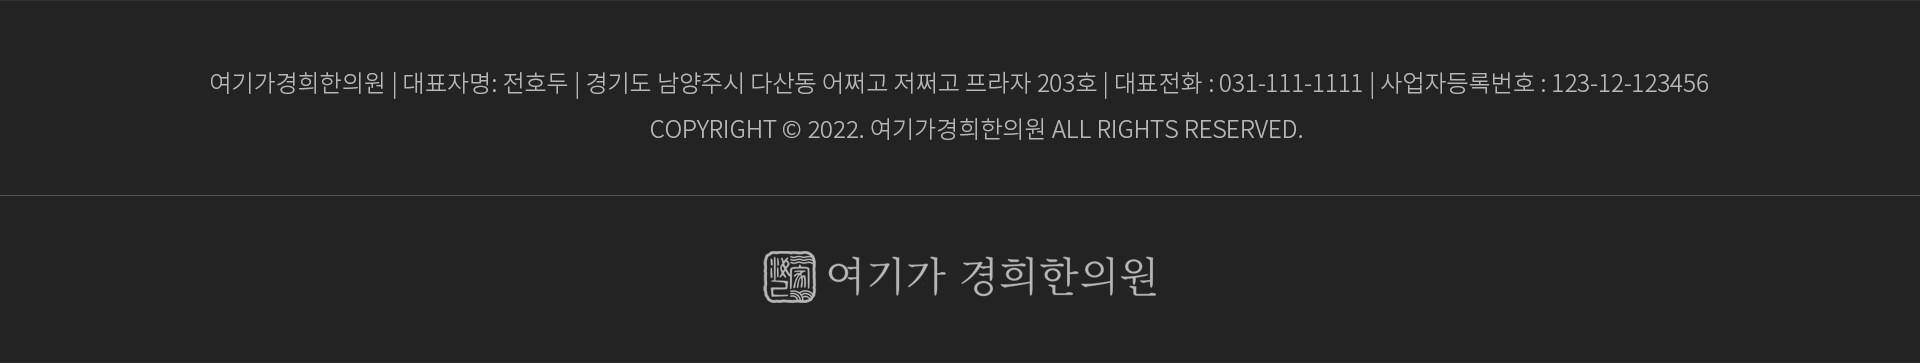 여기가경희한의원 | 대표자명: 전호두 | 경기도 남양주시 다산동 어쩌고 저쩌고 프라자 203호 | 대표전화 : 031-111-1111 | 사업자등록번호 : 123-12-123456
COPYRIGHT © 2022. 여기가경희한의원 ALL RIGHTS RESERVED.
여기가 경희한의원